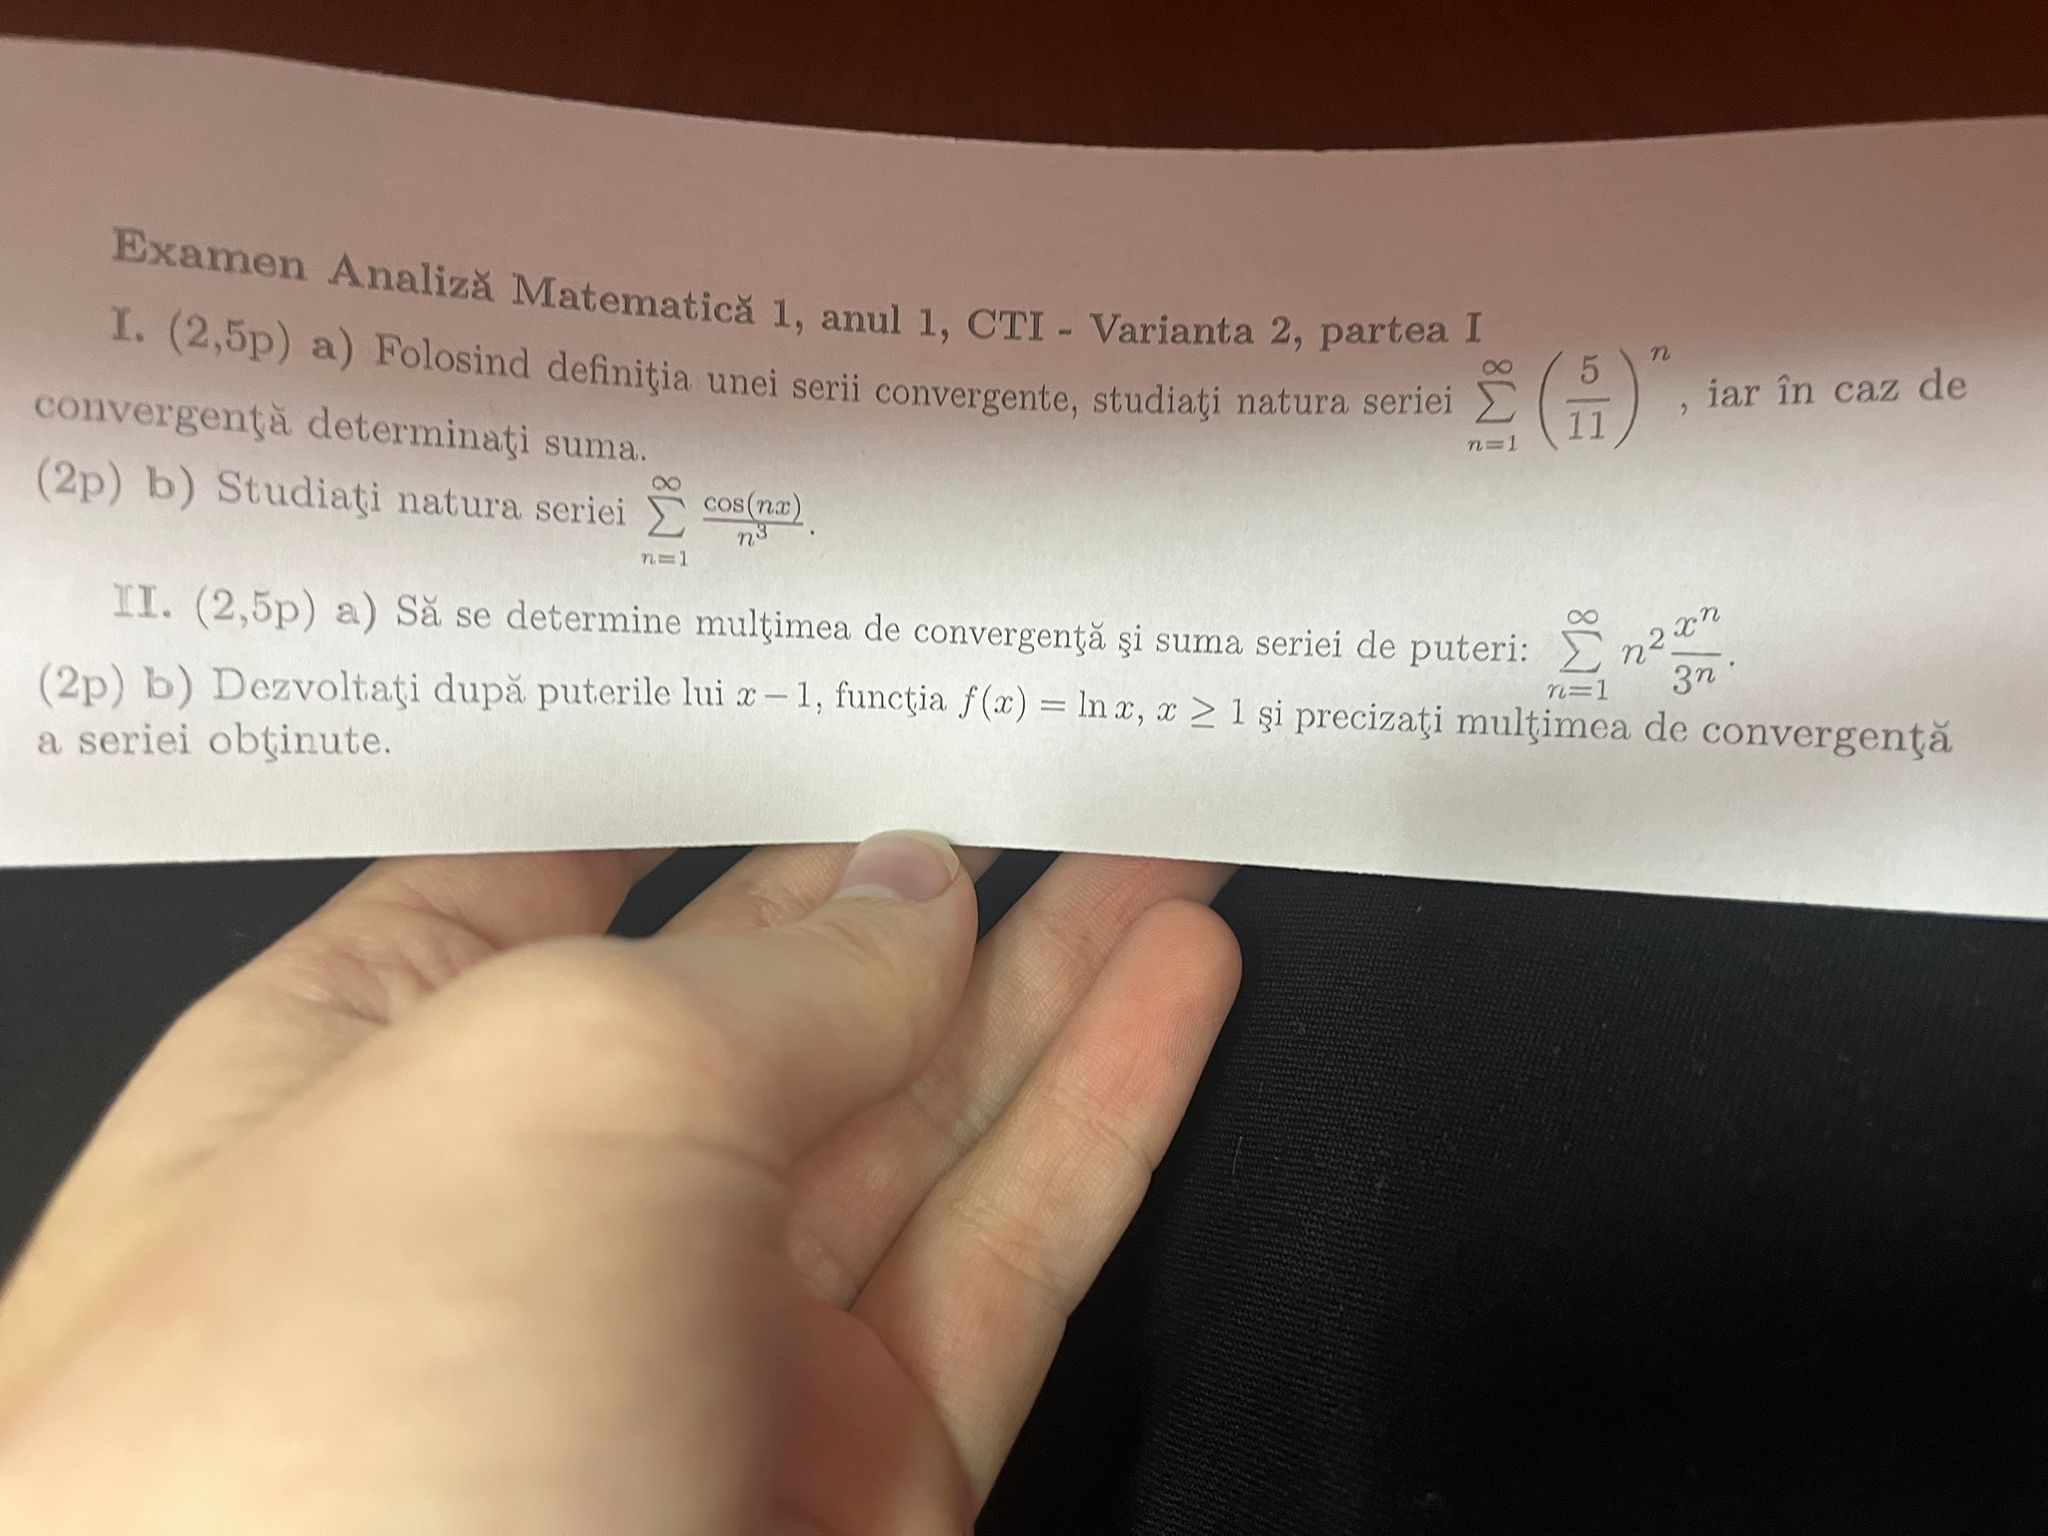 Examen Analiză Matematică 1, anul 1, CTI - Varianta 2, partea I
I. (2,5p) a) Folosind definiţia unei serii convergente, studiaţi natura seriei \sum_{n=1}^{\infty} \left(\frac{5}{11}\right)^n, iar în caz de
convergenţă determinaţi suma.
(2p) b) Studiaţi natura seriei \sum_{n=1}^{\infty} \frac{\cos(nx)}{n^3}.
II. (2,5p) a) Să se determine mulţimea de convergenţă şi suma seriei de puteri: \sum_{n=1}^{\infty} n^2 \frac{x^n}{3^n}.
(2p) b) Dezvoltaţi după puterile lui x − 1, funcţia f(x) = ln x, x ≥ 1 şi precizaţi mulţimea de convergenţă
a seriei obţinute.